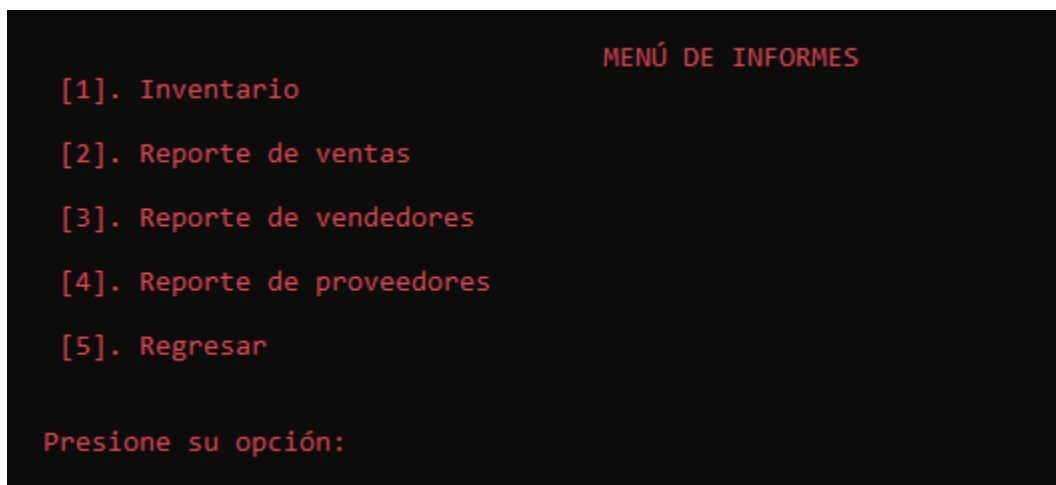 MENÚ DE INFORMES
[1]. Inventario
[2]. Reporte de ventas
[3]. Reporte de vendedores
[4]. Reporte de proveedores
[5]. Regresar
Presione su opción: